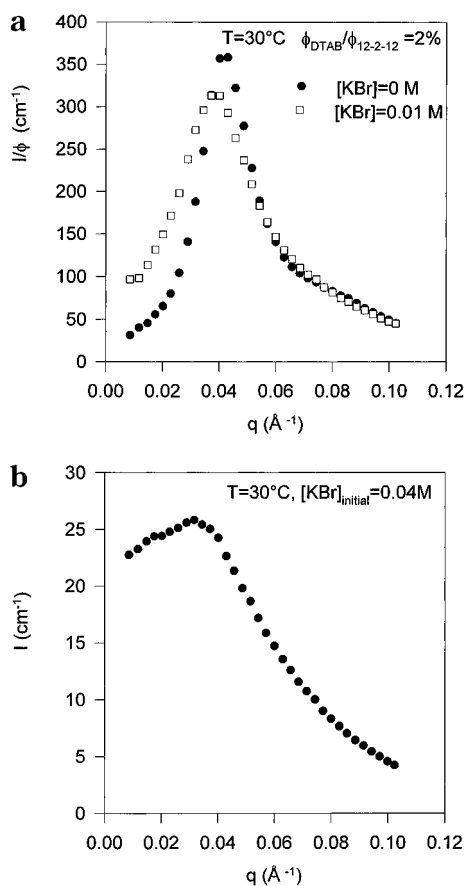 a
T=30°C ϕDTAB/ϕ12-2-12 =2%
[KBr]=0 M
[KBr]=0.01 M
I/ϕ (cm-1)
400
350
300
250
200
150
100
50
0
0.00 0.02 0.04 0.06 0.08 0.10 0.12
q (Å-1)
b
T=30°C, [KBr]initial=0.04M
I (cm-1)
30
25
20
15
10
5
0
0.00 0.02 0.04 0.06 0.08 0.10 0.12
q (Å-1)